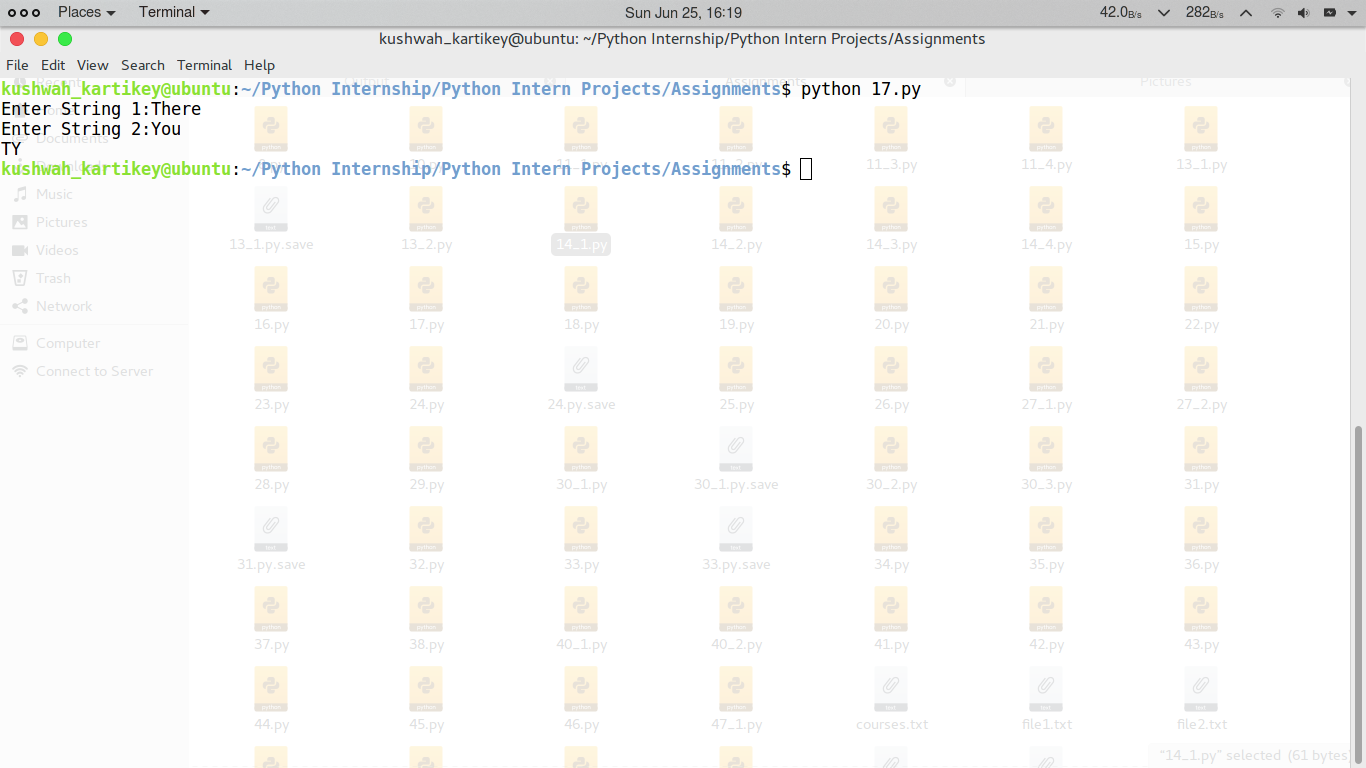 Places Terminal Sun Jun 25, 16:19 42.0B/s 282B/s
kushwah_kartikey@ubuntu: ~/Python Internship/Python Intern Projects/Assignments
File Edit View Search Terminal Help
Recent Output Assignments Pictures
kushwah_kartikey@ubuntu:~/Python Internship/Python Intern Projects/Assignments$ python 17.py
Enter String 1:There
Enter String 2:You
TY
kushwah_kartikey@ubuntu:~/Python Internship/Python Intern Projects/Assignments$
Documents
11_3.py 11_4.py 13_1.py
Music
Pictures
Videos
Trash
Network
Computer
Connect to Server
13_1.py.save 13_2.py 14_1.py 14_2.py 14_3.py 14_4.py 15.py
16.py 17.py 18.py 19.py 20.py 21.py 22.py
23.py 24.py 24.py.save 25.py 26.py 27_1.py 27_2.py
28.py 29.py 30_1.py 30_1.py.save 30_2.py 30_3.py 31.py
31.py.save 32.py 33.py 33.py.save 34.py 35.py 36.py
37.py 38.py 40_1.py 40_2.py 41.py 42.py 43.py
44.py 45.py 46.py 47_1.py courses.txt file1.txt file2.txt
"14_1.py" selected (61 bytes)